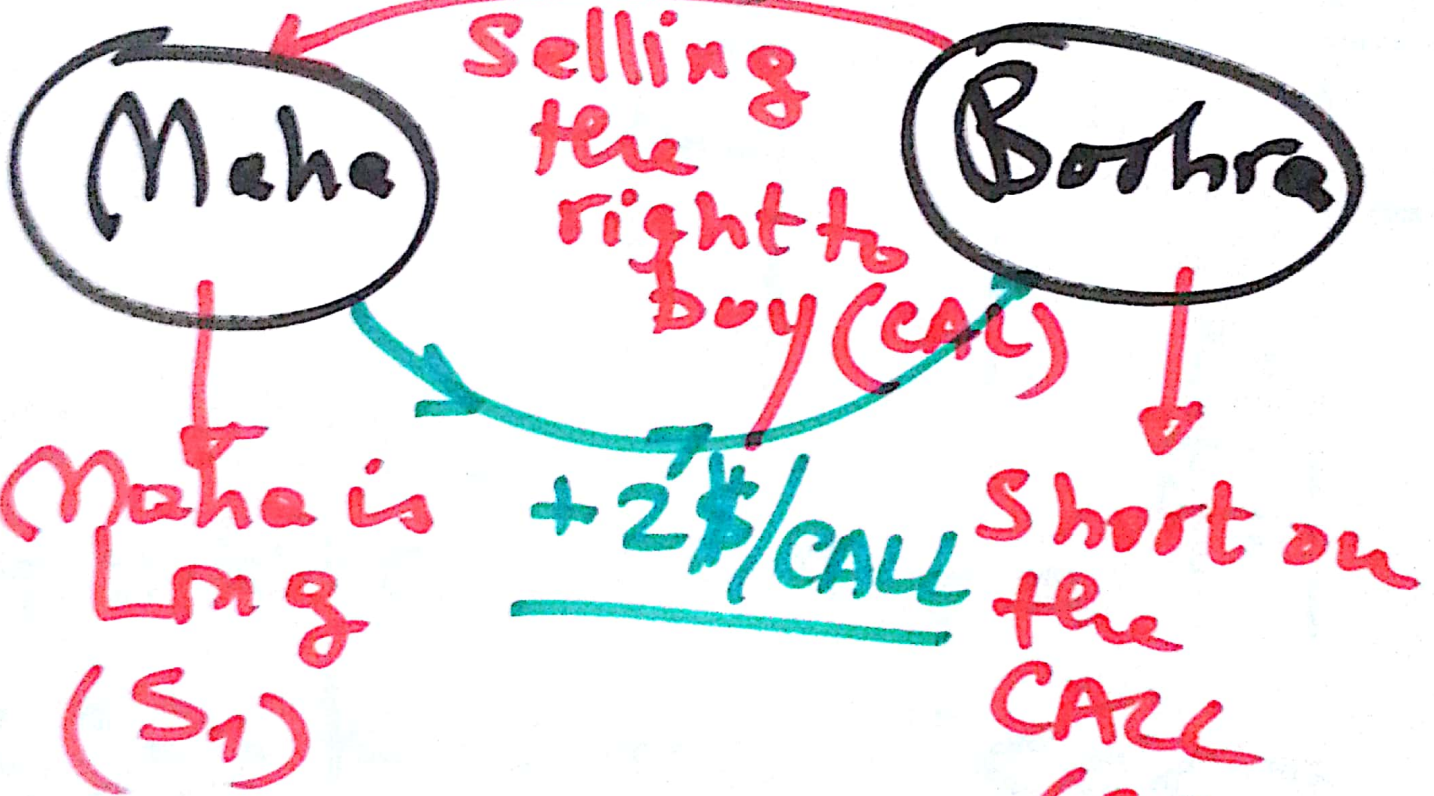 Maha
Selling
the
right to
buy (CALL)
Boshra
+2$/CALL
Maha is
Long
(S1)
Short on
the
CALL